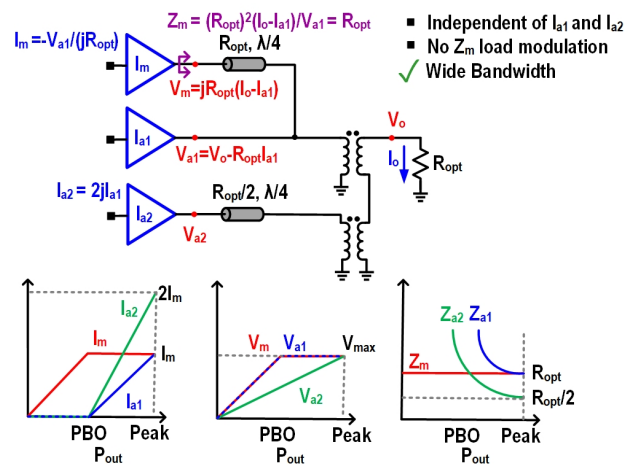 Zm = (Ropt)²(Io-Ia1)/Va1 = Ropt
Im=-Va1/(jRopt)
Ropt, λ/4
Im
Vm=jRopt(Io-Ia1)
■ Independent of Ia1 and Ia2
■ No Zm load modulation
✓ Wide Bandwidth
Ia1
Va1=Vo-RoptIa1
Vo
Io
Ropt
Ia2 = 2jIa1
Ropt/2, λ/4
Ia2
Va2
2Im
Ia2
Im
Im
Ia1
PBO
Peak
Pout
Vm
Va1
Vmax
Va2
PBO
Peak
Pout
Za2
Za1
Zm
Ropt
Ropt/2
PBO
Peak
Pout